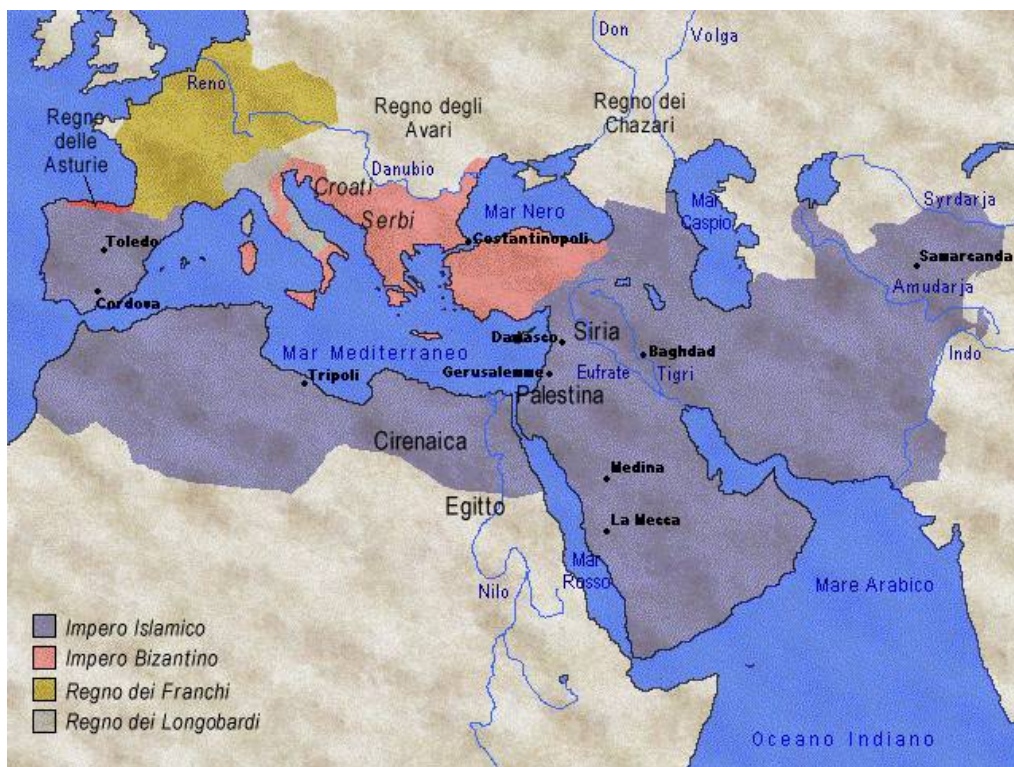 Don
Volga
Reno
Regno
delle
Asturie
Regno degli
Avari
Regno dei
Chazari
Danubio
Croati
Serbi
Mar Nero
Mar
Caspio
Syrdarja
Toledo
Costantinopoli
Samarcanda
Cordova
Amudarja
Mar Mediterraneo
Damasco
Siria
Baghdad
Indo
Tripoli
Gerusalemme
Eufrate
Tigri
Palestina
Cirenaica
Medina
Egitto
La Mecca
Mar
Rosso
Nilo
Mare Arabico
Impero Islamico
Impero Bizantino
Regno dei Franchi
Regno dei Longobardi
Oceano Indiano